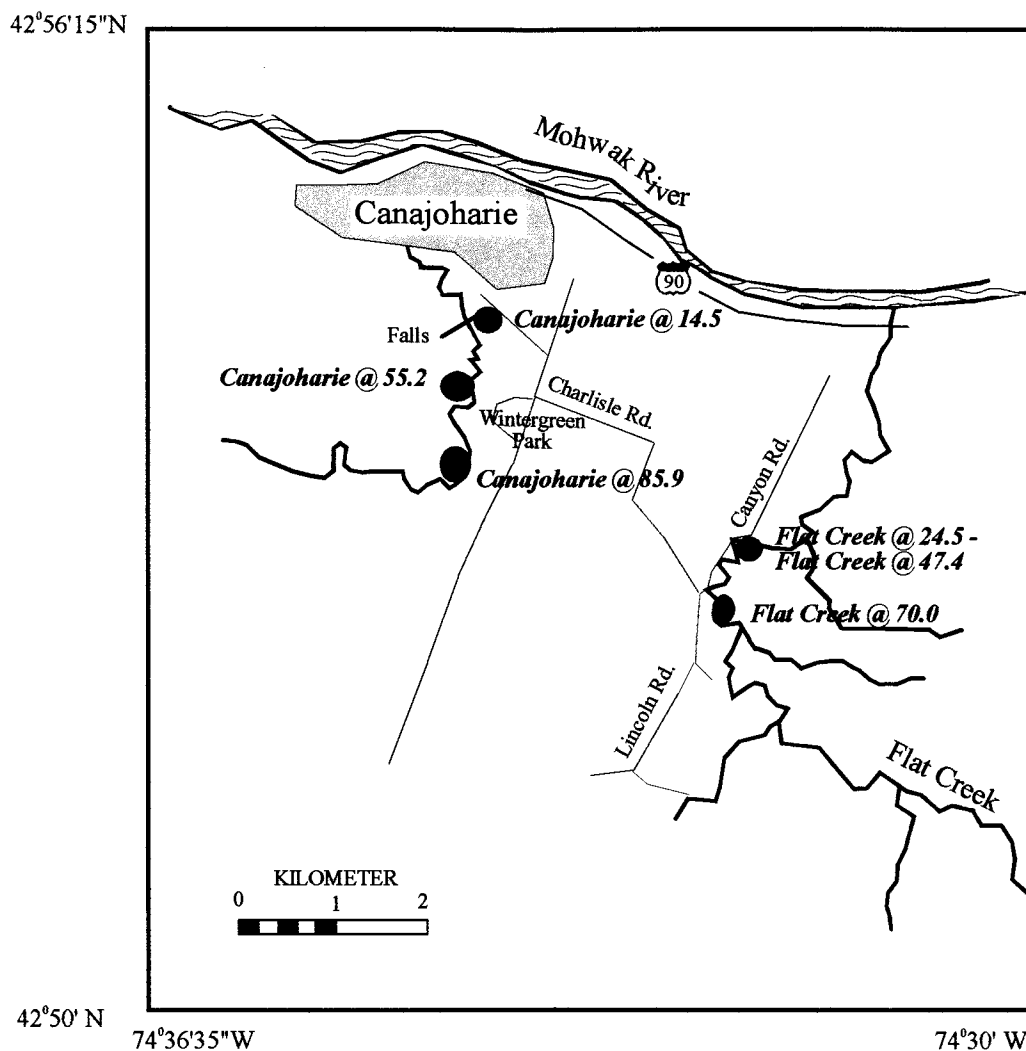 42°56'15"N
Mohwak River
Canajoharie
90
Falls
Canajoharie @ 14.5
Canajoharie @ 55.2
Charlisle Rd.
Wintergreen
Park
Canajoharie @ 85.9
Canyon Rd.
Flat Creek @ 24.5 -
Flat Creek @ 47.4
Flat Creek @ 70.0
Lincoln Rd.
Flat Creek
KILOMETER
0 1 2
42°50' N
74°36'35"W 74°30' W